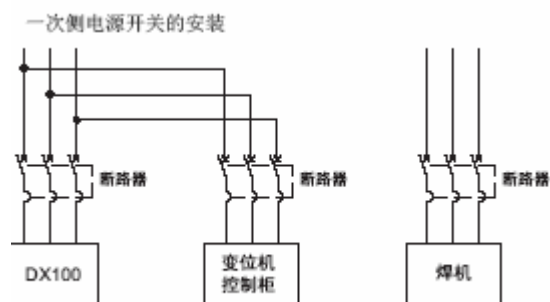 一次侧电源开关的安装
断路器
断路器
断路器
DX100
变位机
控制柜
焊机